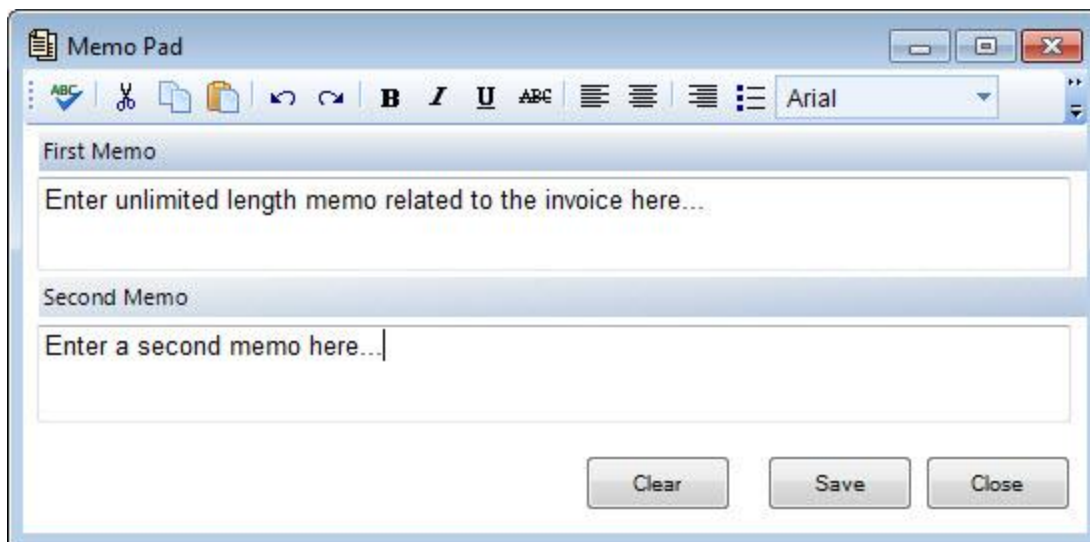 Memo Pad
ABC B I U ABC Arial
First Memo
Enter unlimited length memo related to the invoice here...
Second Memo
Enter a second memo here...
Clear Save Close